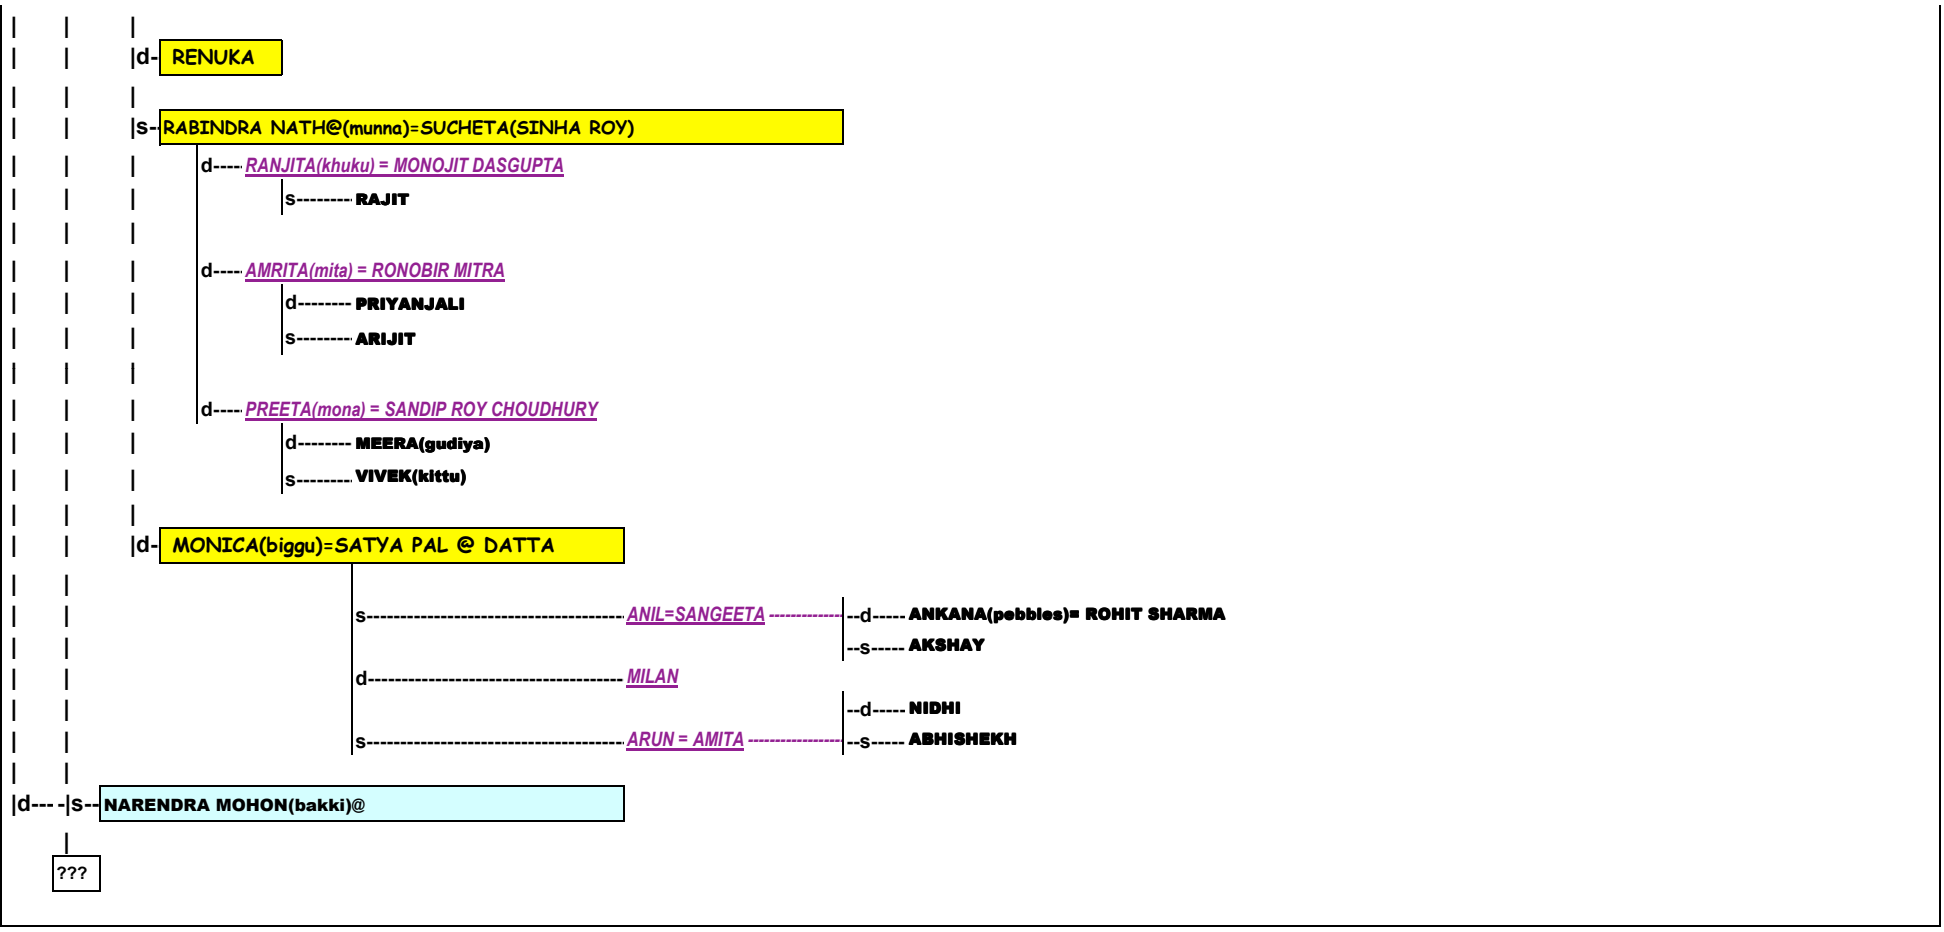 | | |
| | |d- RENUKA
| | |
| | |s-- RABINDRA NATH@(munna)=SUCHETA(SINHA ROY)
| | | d---- RANJITA(khuku) = MONOJIT DASGUPTA
| | | s-------- RAJIT
| | |
| | | d---- AMRITA(mita) = RONOBIR MITRA
| | | d-------- PRIYANJALI
| | | s-------- ARIJIT
| | |
| | | d---- PREETA(mona) = SANDIP ROY CHOUDHURY
| | | d-------- MEERA(gudiya)
| | | s-------- VIVEK(kittu)
| | |
| | |d- MONICA(biggu)=SATYA PAL @ DATTA
| |
| | s-------------------------------------- ANIL=SANGEETA ---------------- --d----- ANKANA(pebbles)= ROHIT SHARMA
| | --s----- AKSHAY
| | d-------------------------------------- MILAN
| | --d----- NIDHI
| | s-------------------------------------- ARUN = AMITA -------------------- --s----- ABHISHEKH
| |
|d--- -|s-- NARENDRA MOHON(bakki)@
|
???